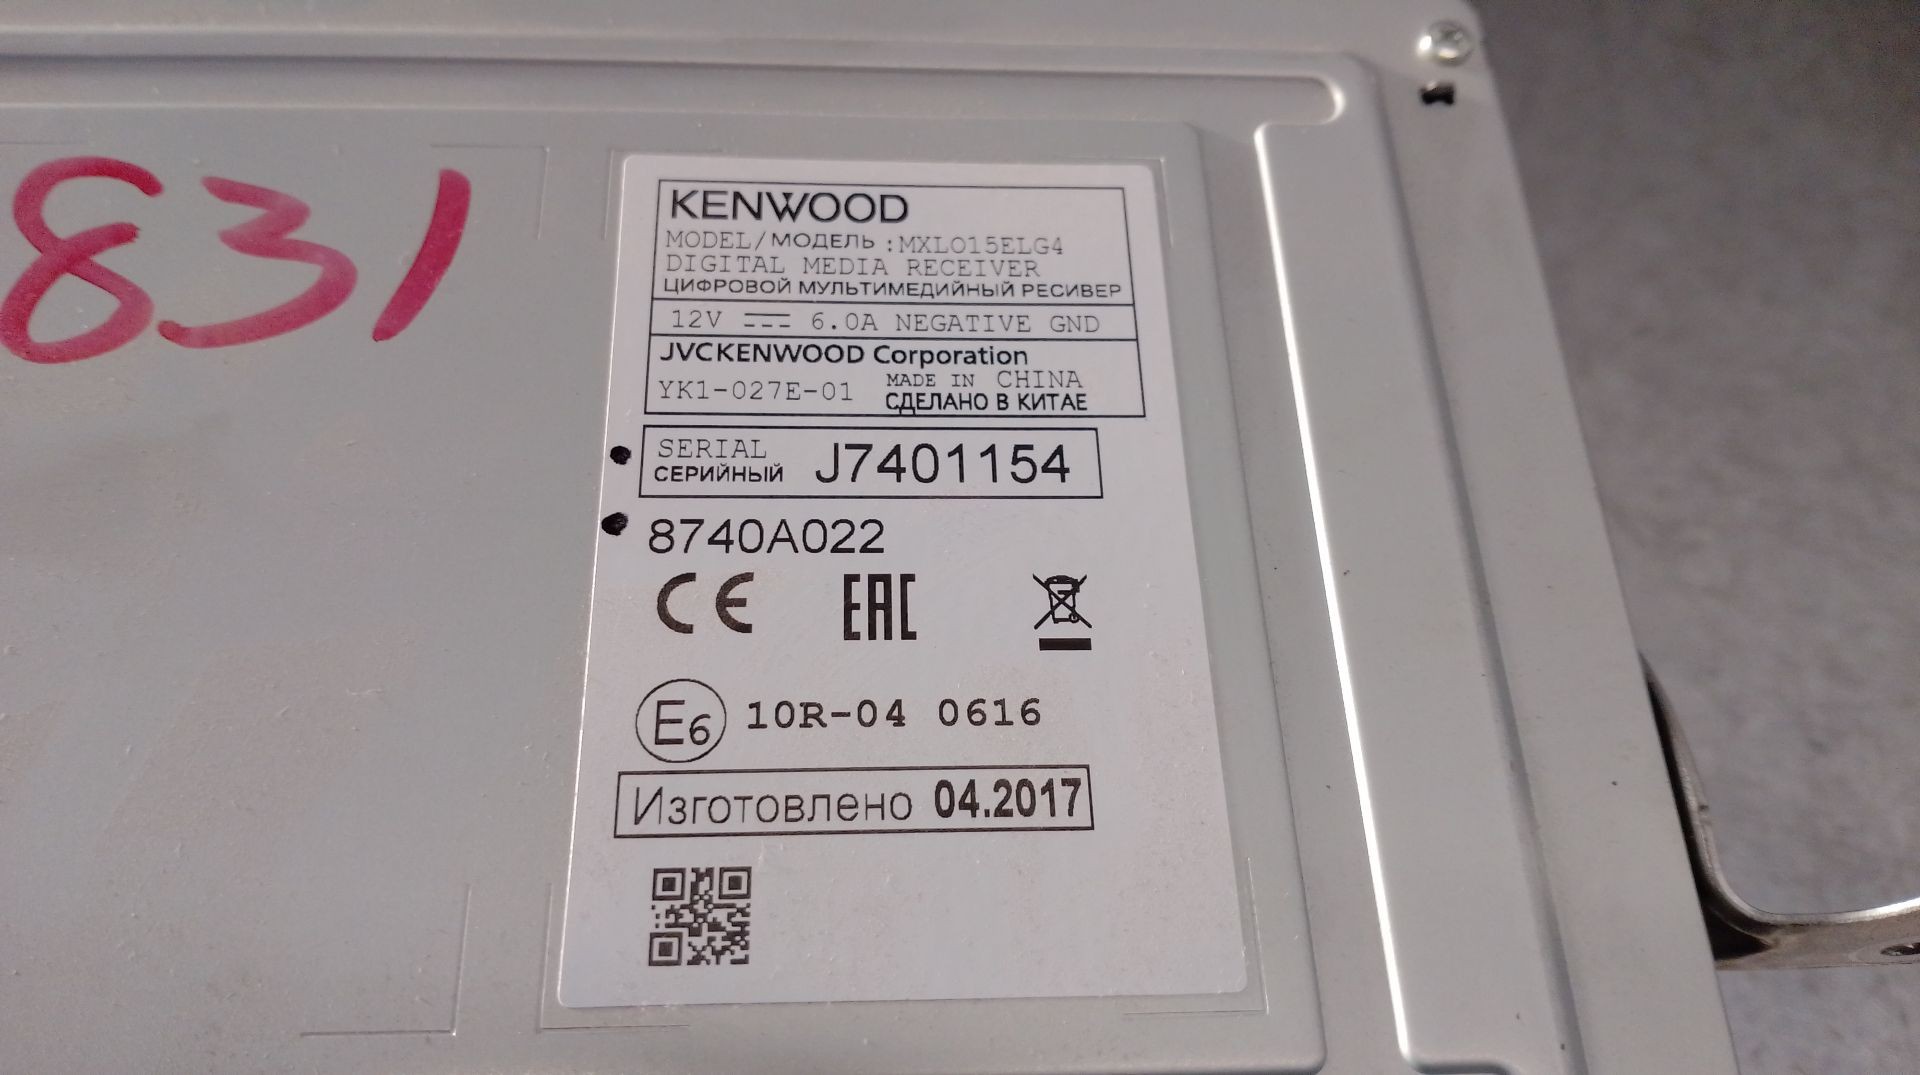 831
KENWOOD
MODEL/МОДЕЛЬ :MXL015ELG4
DIGITAL MEDIA RECEIVER
ЦИФРОВОЙ МУЛЬТИМЕДИЙНЫЙ РЕСИВЕР
12V ⎓ 6.0A NEGATIVE GND
JVCKENWOOD Corporation
YK1-027E-01 MADE IN CHINA
СДЕЛАНО В КИТАЕ
SERIAL
СЕРИЙНЫЙ J7401154
8740A022
CE EAC
E6 10R-04 0616
Изготовлено 04.2017